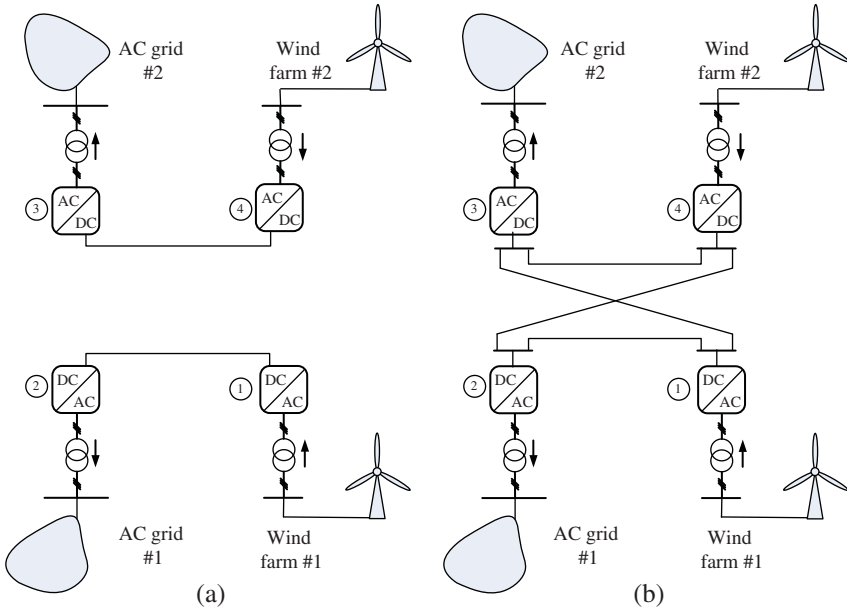 AC grid
#2
Wind
farm #2
AC
DC
3
AC
DC
4
DC
AC
2
DC
AC
1
AC grid
#1
Wind
farm #1
(a)
AC grid
#2
Wind
farm #2
AC
DC
3
AC
DC
4
DC
AC
2
DC
AC
1
AC grid
#1
Wind
farm #1
(b)